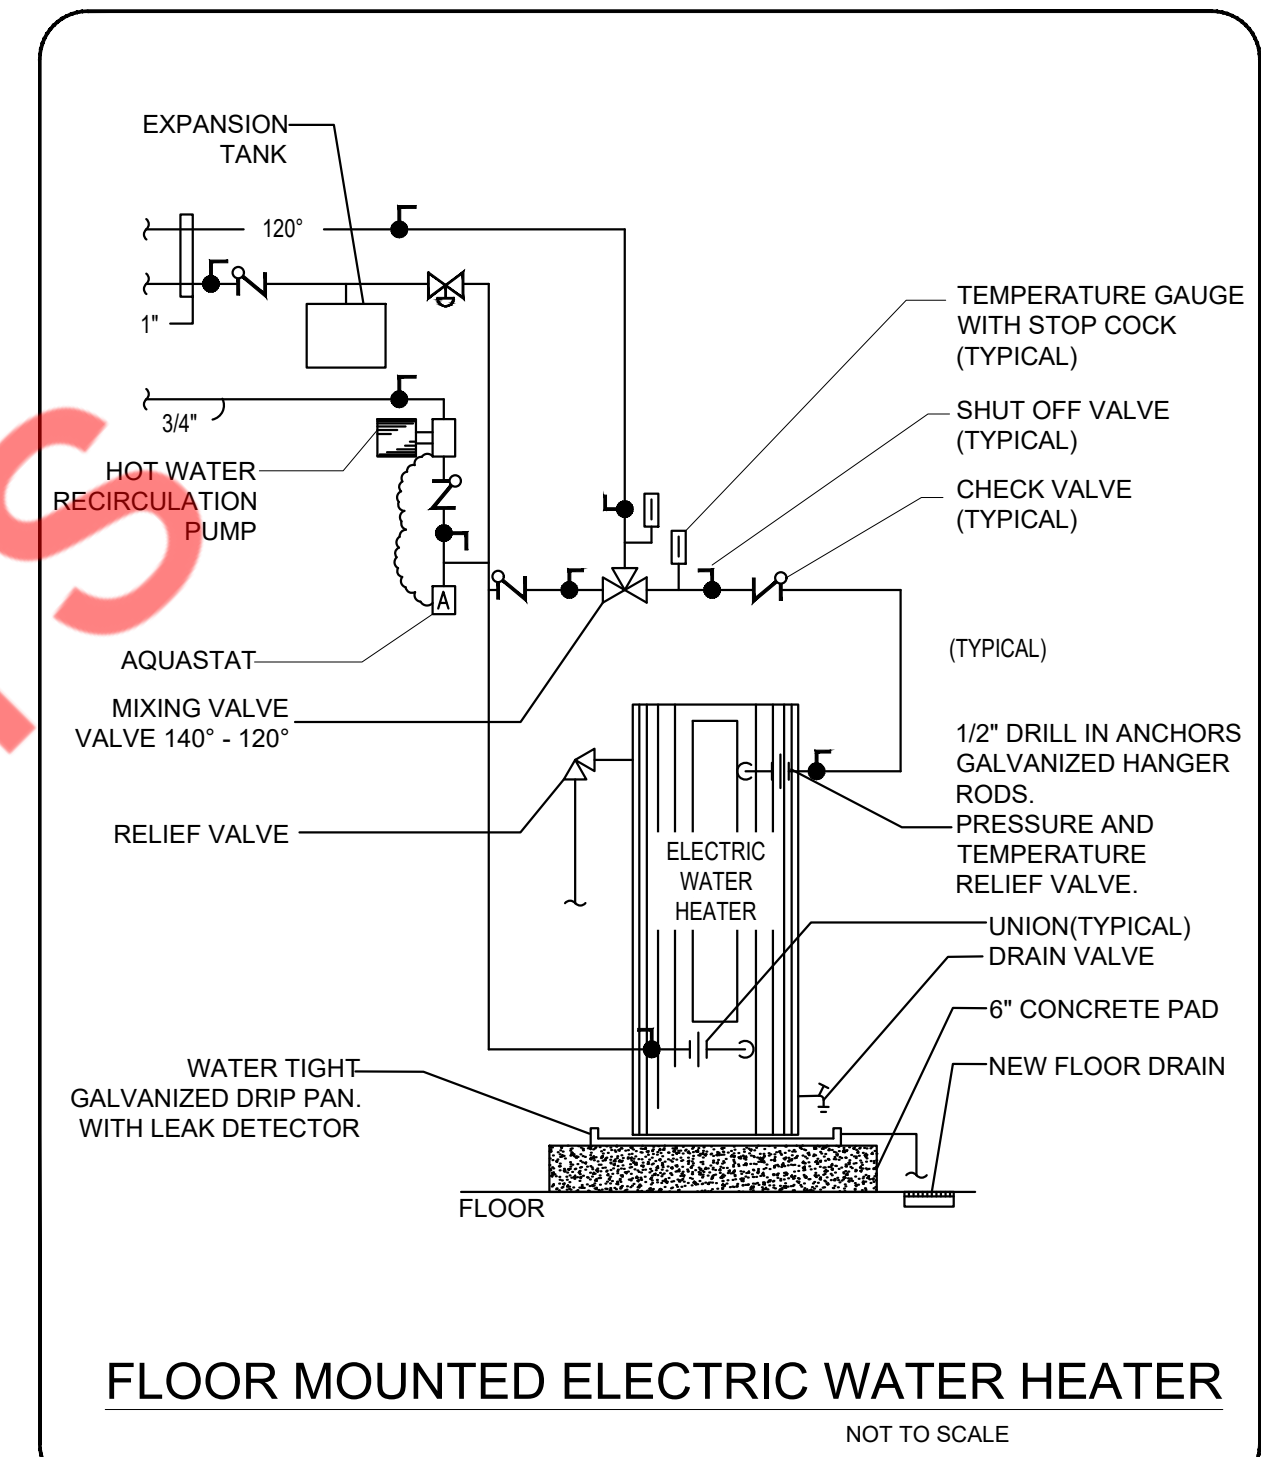 EXPANSION
TANK
120°
1"
3/4"
HOT WATER
RECIRCULATION
PUMP
A
AQUASTAT
MIXING VALVE
VALVE 140° - 120°
RELIEF VALVE
TEMPERATURE GAUGE
WITH STOP COCK
(TYPICAL)
SHUT OFF VALVE
(TYPICAL)
CHECK VALVE
(TYPICAL)
(TYPICAL)
1/2" DRILL IN ANCHORS
GALVANIZED HANGER
RODS.
PRESSURE AND
TEMPERATURE
RELIEF VALVE.
ELECTRIC
WATER
HEATER
UNION(TYPICAL)
DRAIN VALVE
6" CONCRETE PAD
NEW FLOOR DRAIN
WATER TIGHT
GALVANIZED DRIP PAN.
WITH LEAK DETECTOR
FLOOR
FLOOR MOUNTED ELECTRIC WATER HEATER
NOT TO SCALE